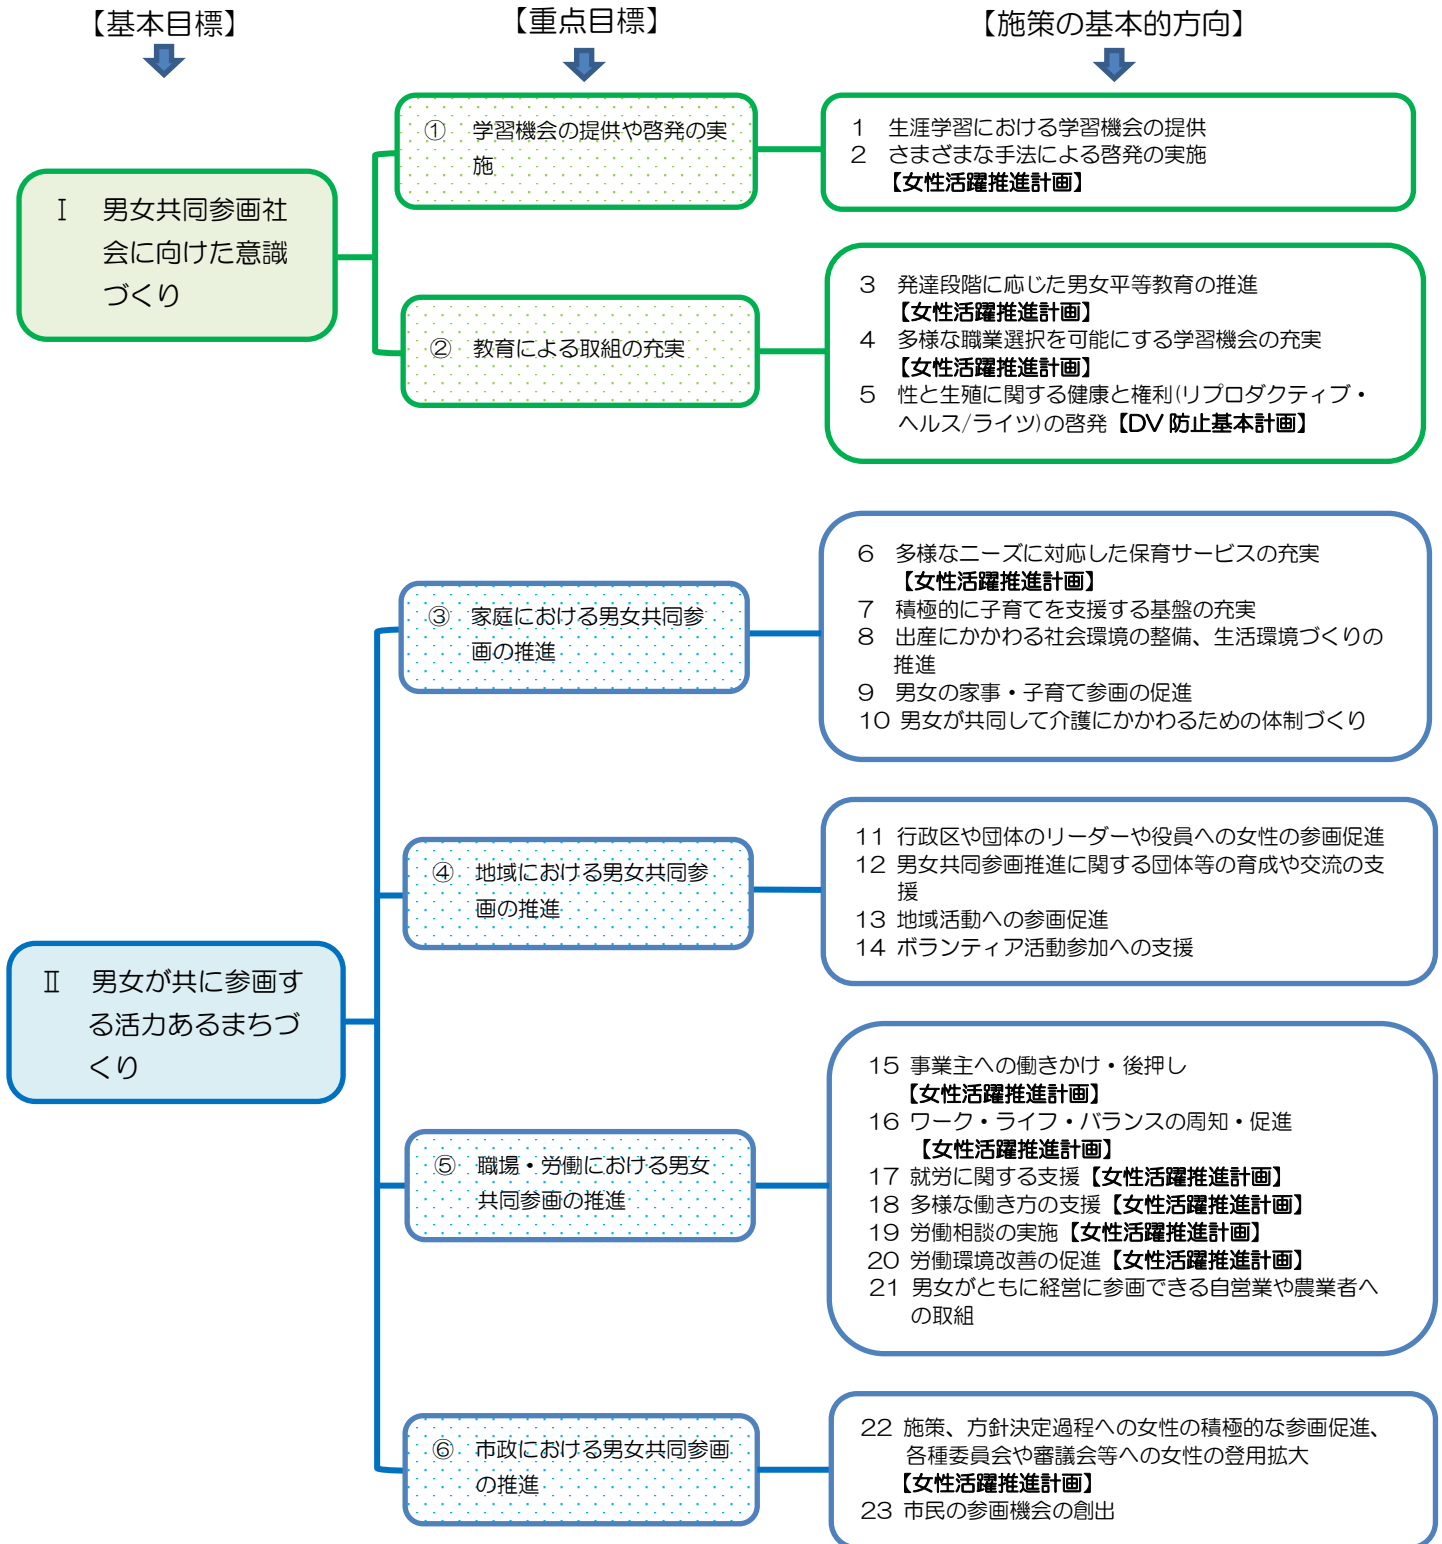 【基本目標】
【重点目標】
【施策の基本的方向】
Ⅰ 男女共同参画社
会に向けた意識
づくり
① 学習機会の提供や啓発の実
施
1 生涯学習における学習機会の提供
2 さまざまな手法による啓発の実施
【女性活躍推進計画】
② 教育による取組の充実
3 発達段階に応じた男女平等教育の推進
【女性活躍推進計画】
4 多様な職業選択を可能にする学習機会の充実
【女性活躍推進計画】
5 性と生殖に関する健康と権利(リプロダクティブ・
ヘルス/ライツ)の啓発【DV 防止基本計画】
Ⅱ 男女が共に参画す
る活力あるまちづ
くり
③ 家庭における男女共同参
画の推進
6 多様なニーズに対応した保育サービスの充実
【女性活躍推進計画】
7 積極的に子育てを支援する基盤の充実
8 出産にかかわる社会環境の整備、生活環境づくりの
推進
9 男女の家事・子育て参画の促進
10 男女が共同して介護にかかわるための体制づくり
④ 地域における男女共同参
画の推進
11 行政区や団体のリーダーや役員への女性の参画促進
12 男女共同参画推進に関する団体等の育成や交流の支
援
13 地域活動への参画促進
14 ボランティア活動参加への支援
⑤ 職場・労働における男女
共同参画の推進
15 事業主への働きかけ・後押し
【女性活躍推進計画】
16 ワーク・ライフ・バランスの周知・促進
【女性活躍推進計画】
17 就労に関する支援【女性活躍推進計画】
18 多様な働き方の支援【女性活躍推進計画】
19 労働相談の実施【女性活躍推進計画】
20 労働環境改善の促進【女性活躍推進計画】
21 男女がともに経営に参画できる自営業や農業者へ
の取組
⑥ 市政における男女共同参画
の推進
22 施策、方針決定過程への女性の積極的な参画促進、
各種委員会や審議会等への女性の登用拡大
【女性活躍推進計画】
23 市民の参画機会の創出